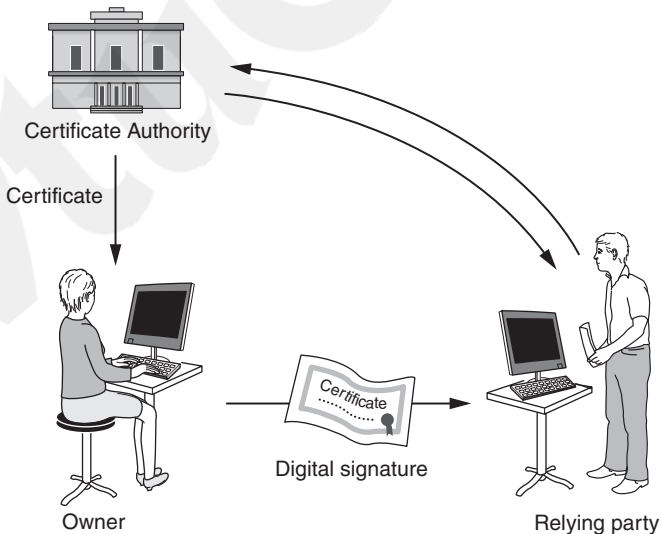 Certificate Authority
Certificate
Certificate
Digital signature
Owner
Relying party